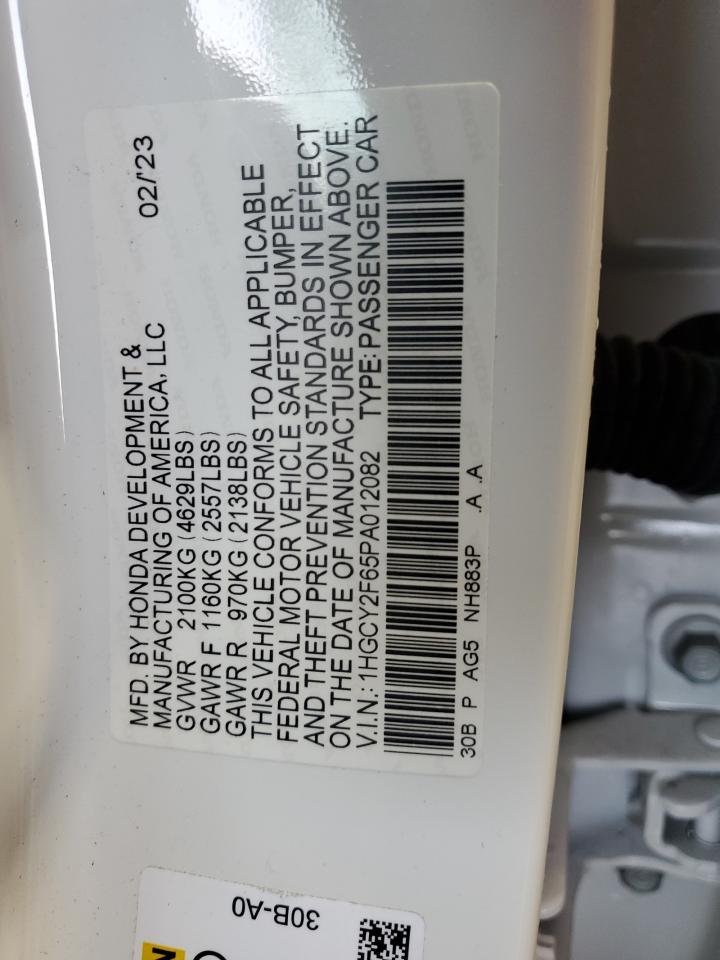 MFD. BY HONDA DEVELOPMENT & 02/'23
MANUFACTURING OF AMERICA, LLC
GVWR 2100KG (4629LBS)
GAWR F 1160KG (2557LBS)
GAWR R 970KG (2138LBS)
THIS VEHICLE CONFORMS TO ALL APPLICABLE
FEDERAL MOTOR VEHICLE SAFETY, BUMPER,
AND THEFT PREVENTION STANDARDS IN EFFECT
ON THE DATE OF MANUFACTURE SHOWN ABOVE.
V.I.N.: 1HGCY2F65PA012082 TYPE: PASSENGER CAR
30B P AG5 NH883P .A .A
30B-A0